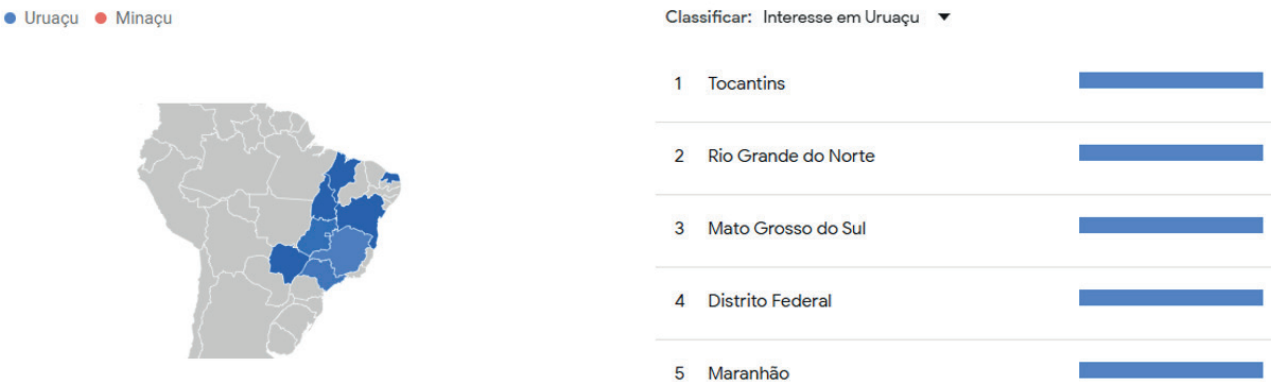 Uruaçu Minaçu
Classificar: Interesse em Uruaçu
1 Tocantins
2 Rio Grande do Norte
3 Mato Grosso do Sul
4 Distrito Federal
5 Maranhão